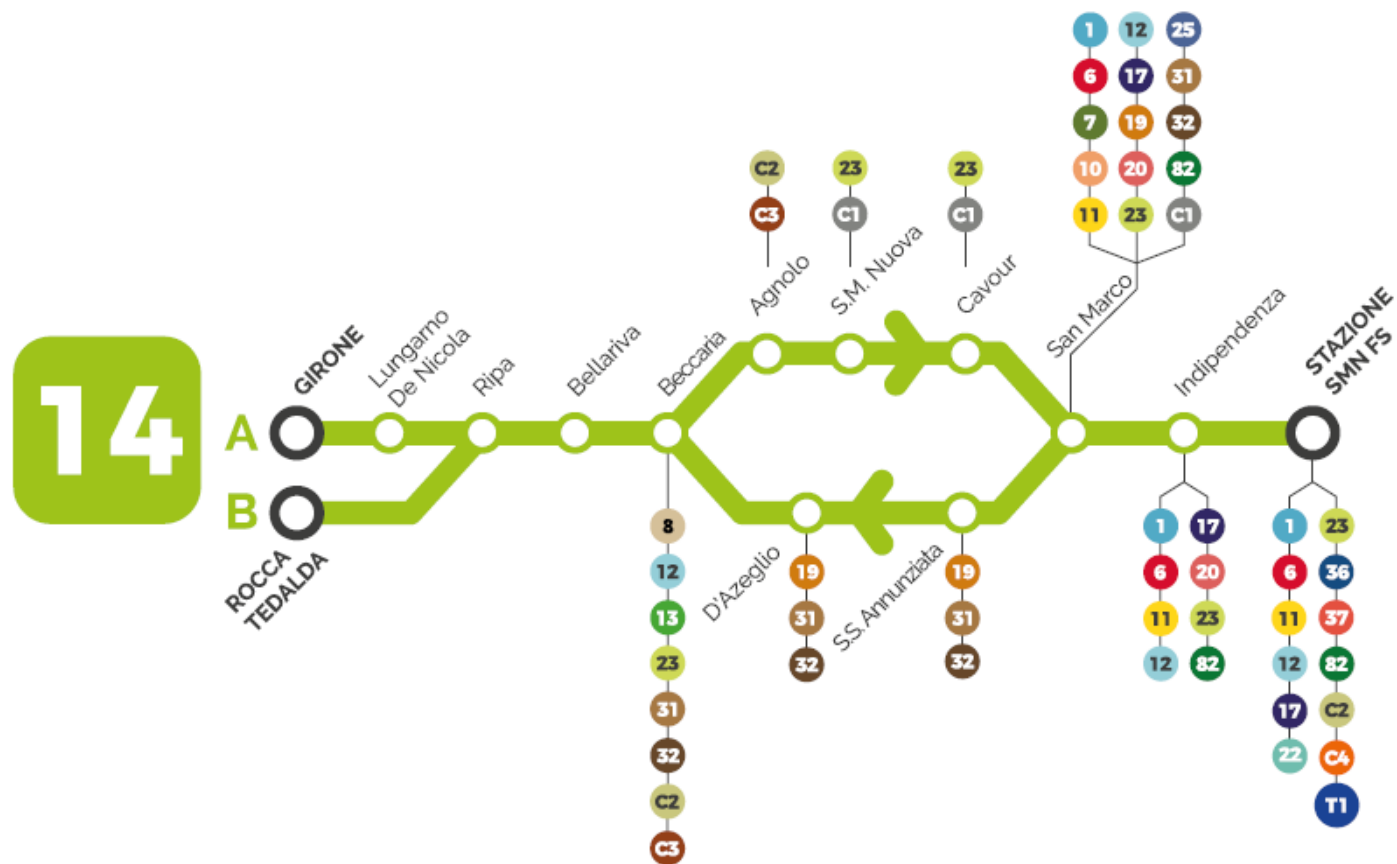 14
A
B
GIRONE
ROCCA
TEDALDA
Lungarno
De Nicola
Ripa
Bellariva
Beccaria
8
12
13
23
31
32
C2
C3
Agnolo
C2
C3
S.M. Nuova
23
C1
Cavour
23
C1
D'Azeglio
19
31
32
S.S. Annunziata
19
31
32
San Marco
1 12 25
6 17 31
7 19 32
10 20 82
11 23 C1
Indipendenza
1 17
6 20
11 23
12 82
STAZIONE
SMN FS
1 23
6 36
11 37
12 82
17 C2
22 C4
T1